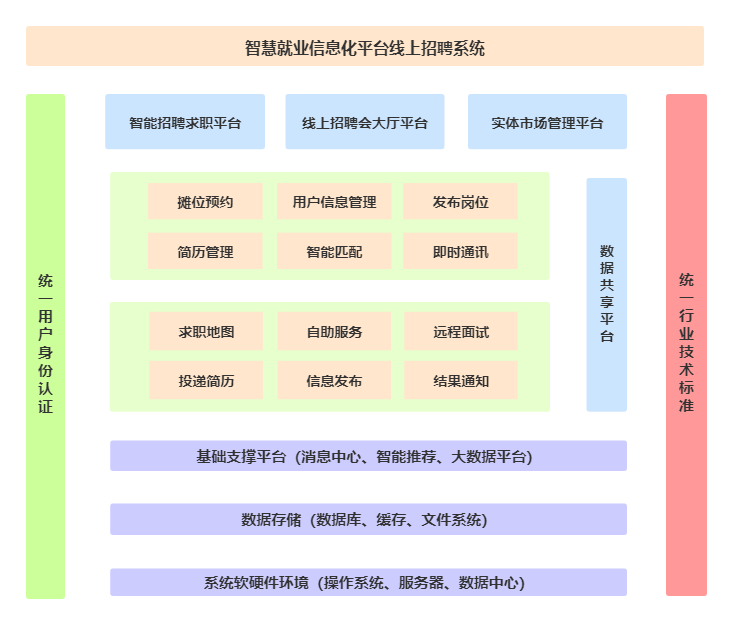 智慧就业信息化平台线上招聘系统
智能招聘求职平台
线上招聘会大厅平台
实体市场管理平台
统一用户身份认证
摊位预约
用户信息管理
发布岗位
简历管理
智能匹配
即时通讯
求职地图
自助服务
远程面试
投递简历
信息发布
结果通知
数据共享平台
统一行业技术标准
基础支撑平台（消息中心、智能推荐、大数据平台）
数据存储（数据库、缓存、文件系统）
系统软硬件环境（操作系统、服务器、数据中心）